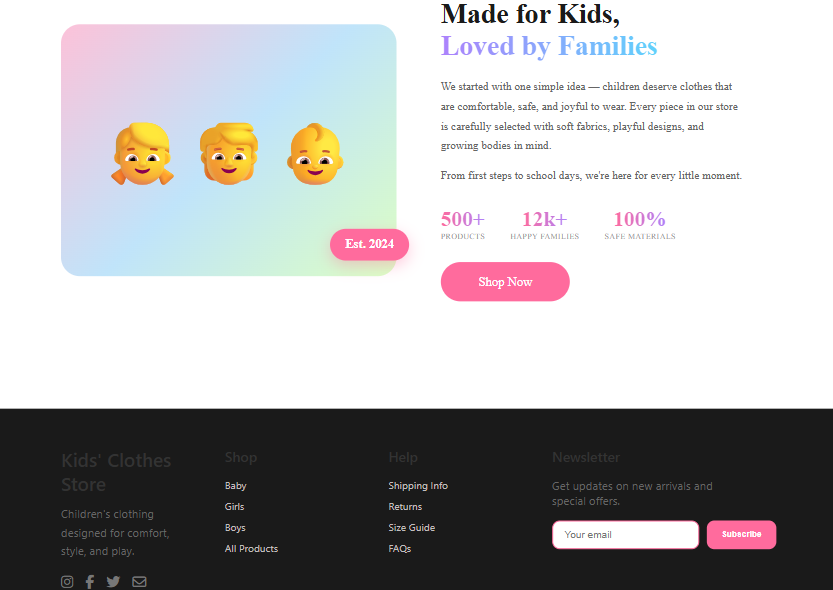 Made for Kids,
Loved by Families
We started with one simple idea — children deserve clothes that
are comfortable, safe, and joyful to wear. Every piece in our store
is carefully selected with soft fabrics, playful designs, and
growing bodies in mind.
From first steps to school days, we're here for every little moment.
500+
PRODUCTS
12k+
HAPPY FAMILIES
100%
SAFE MATERIALS
Est. 2024
Shop Now
Kids' Clothes
Store
Children's clothing
designed for comfort,
style, and play.
Shop
Baby
Girls
Boys
All Products
Help
Shipping Info
Returns
Size Guide
FAQs
Newsletter
Get updates on new arrivals and
special offers.
Your email
Subscribe